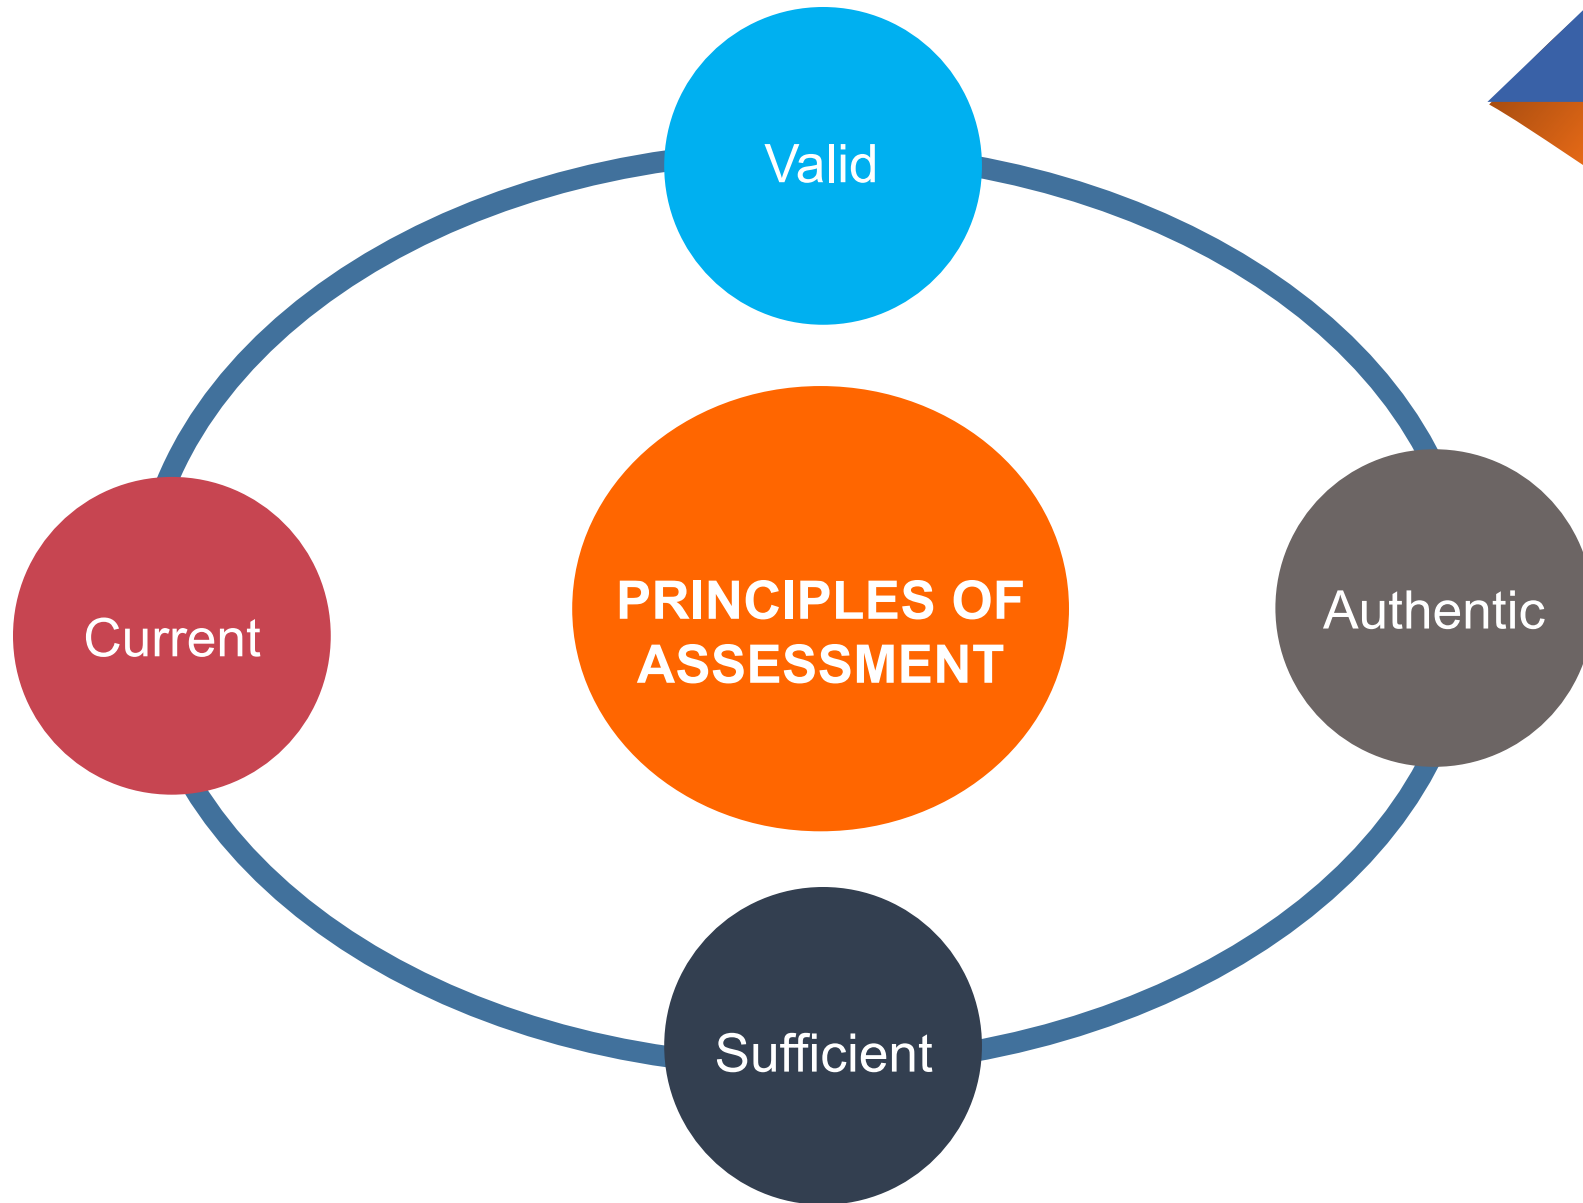 Valid
Current
PRINCIPLES OF
ASSESSMENT
Authentic
Sufficient